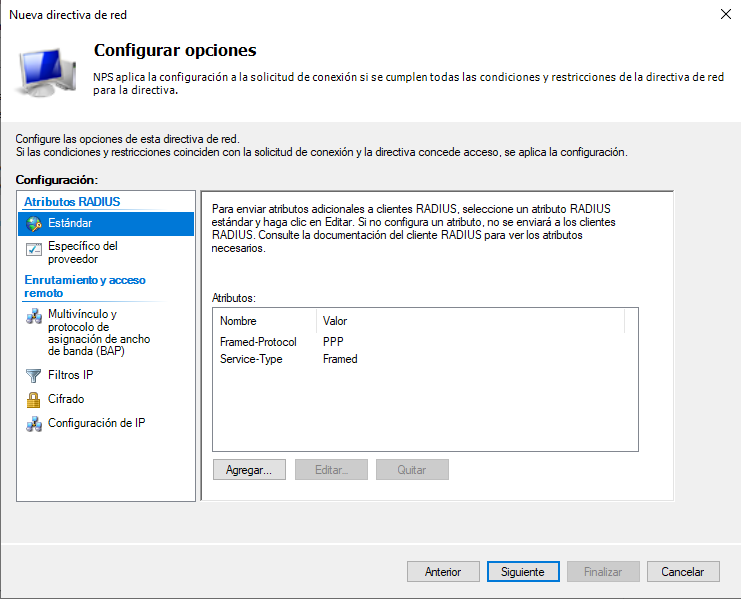 Nueva directiva de red
Configurar opciones
NPS aplica la configuración a la solicitud de conexión si se cumplen todas las condiciones y restricciones de la directiva de red
para la directiva.
Configure las opciones de esta directiva de red.
Si las condiciones y restricciones coinciden con la solicitud de conexión y la directiva concede acceso, se aplica la configuración.
Configuración:
Atributos RADIUS
Estándar
Específico del
proveedor
Enrutamiento y acceso
remoto
Multivínculo y
protocolo de
asignación de ancho
de banda (BAP)
Filtros IP
Cifrado
Configuración de IP
Para enviar atributos adicionales a clientes RADIUS, seleccione un atributo RADIUS
estándar y haga clic en Editar. Si no configura un atributo, no se enviará a los clientes
RADIUS. Consulte la documentación del cliente RADIUS para ver los atributos
necesarios.
Atributos:
Nombre Valor
Framed-Protocol PPP
Service-Type Framed
Agregar... Editar... Quitar
Anterior Siguiente Finalizar Cancelar